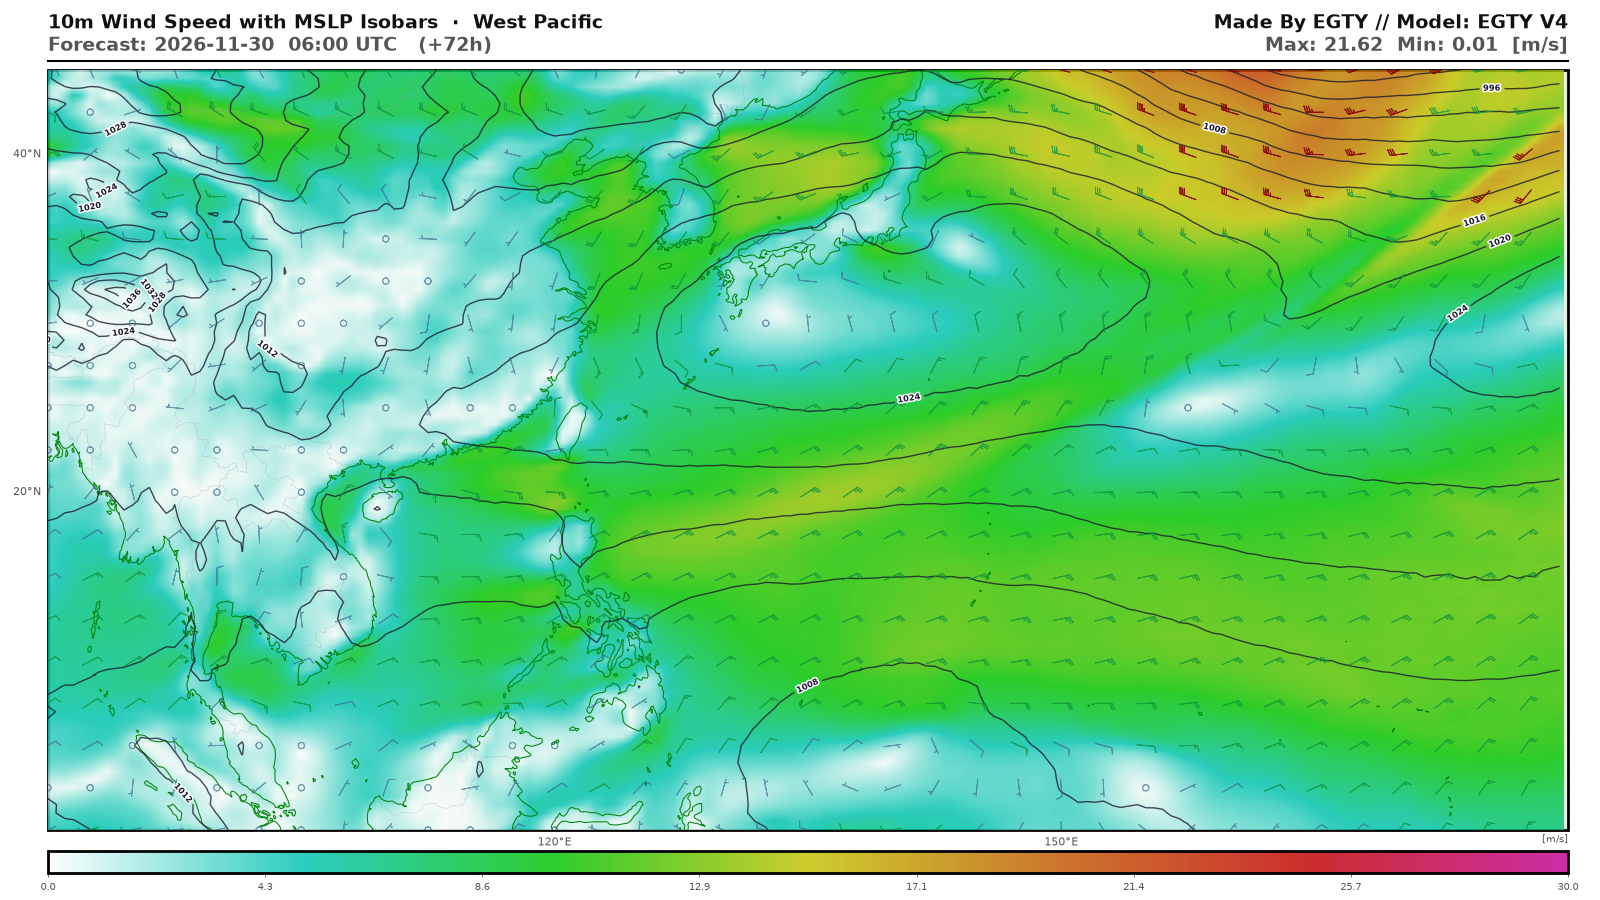 10m Wind Speed with MSLP Isobars · West Pacific
Made By EGTY // Model: EGTY V4
Forecast: 2026-11-30 06:00 UTC (+72h)
Max: 21.62 Min: 0.01 [m/s]
996
1028
1008
40°N
1024
1020
1016
1020
1032
1036
1028
1024
1024
1012
1024
20°N
1008
1012
120°E
150°E
[m/s]
0.0
4.3
8.6
12.9
17.1
21.4
25.7
30.0